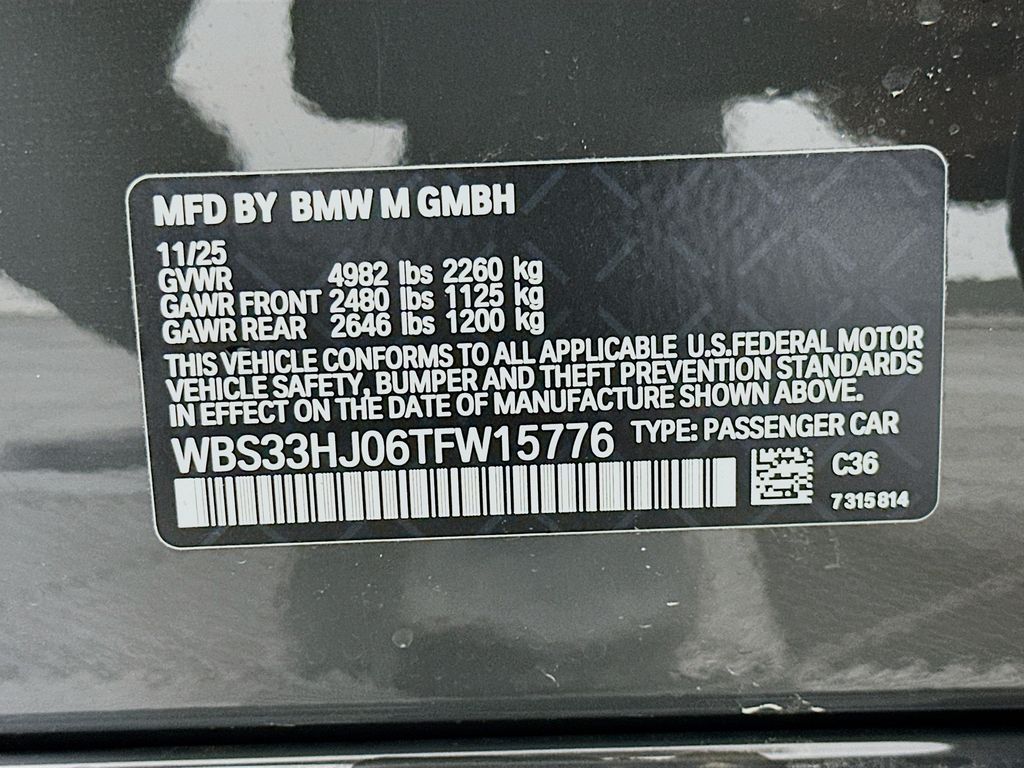 MFD BY BMW M GMBH
11/25
GVWR 4982 lbs 2260 kg
GAWR FRONT 2480 lbs 1125 kg
GAWR REAR 2646 lbs 1200 kg
THIS VEHICLE CONFORMS TO ALL APPLICABLE U.S.FEDERAL MOTOR
VEHICLE SAFETY, BUMPER AND THEFT PREVENTION STANDARDS
IN EFFECT ON THE DATE OF MANUFACTURE SHOWN ABOVE.
WBS33HJ06TFW15776 TYPE: PASSENGER CAR
C36
7315814